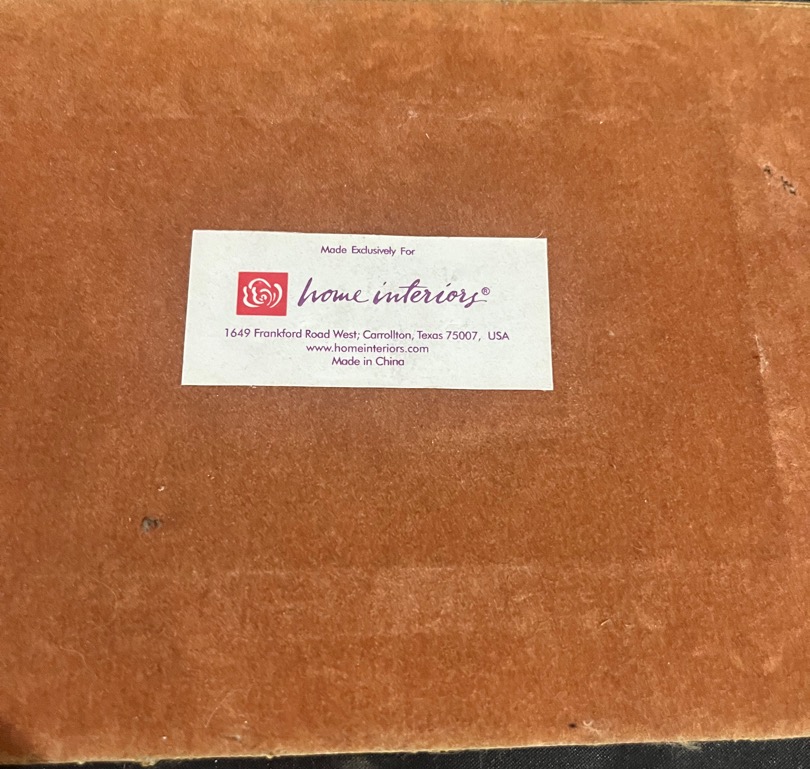 Made Exclusively For
home interiors®
1649 Frankford Road West; Carrollton, Texas 75007, USA
www.homeinteriors.com
Made in China